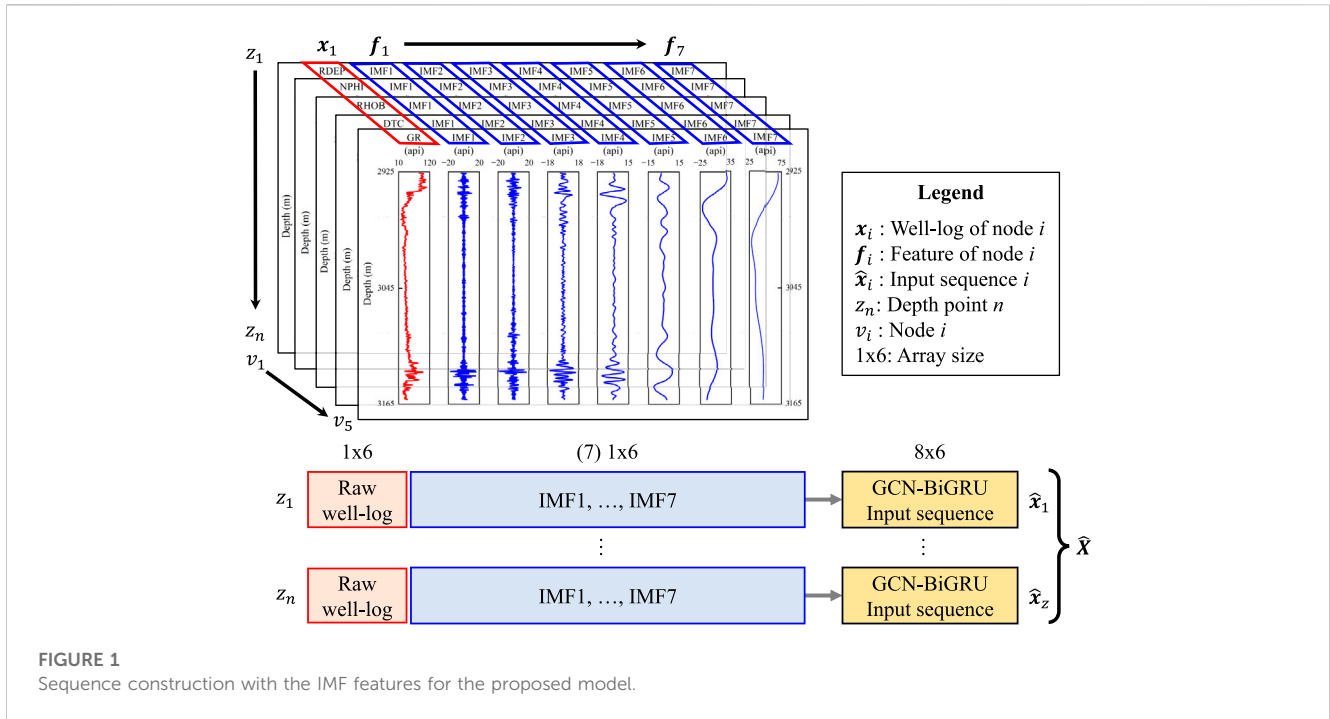 z1 x1 f1 f7
RDEP IMF1 IMF2 IMF3 IMF4 IMF5 IMF6 IMF7
NPHI IMF1 IMF2 IMF3 IMF4 IMF5 IMF6 IMF7
RHOB IMF1 IMF2 IMF3 IMF4 IMF5 IMF6 IMF7
DTC IMF1 IMF2 IMF3 IMF4 IMF5 IMF6 IMF7
GR IMF1 IMF2 IMF3 IMF4 IMF5 IMF6 IMF7
(api) (api) (api) (api) (api) (api) (api) (api)
10 120 −20 20 −20 20 −18 18 −18 15 −15 15 −25 35 25 75
2925 2925
Depth (m)
Depth (m)
Depth (m)
Depth (m)
Depth (m)
3045 3045
3165 3165
zn
v1
v5
Legend
xi : Well-log of node i
fi : Feature of node i
x̂i : Input sequence i
zn: Depth point n
vi : Node i
1x6: Array size
1x6 (7) 1x6 8x6
z1 Raw well-log IMF1, …, IMF7 GCN-BiGRU Input sequence x̂1
⋮ ⋮ X̂
zn Raw well-log IMF1, …, IMF7 GCN-BiGRU Input sequence x̂z
FIGURE 1
Sequence construction with the IMF features for the proposed model.